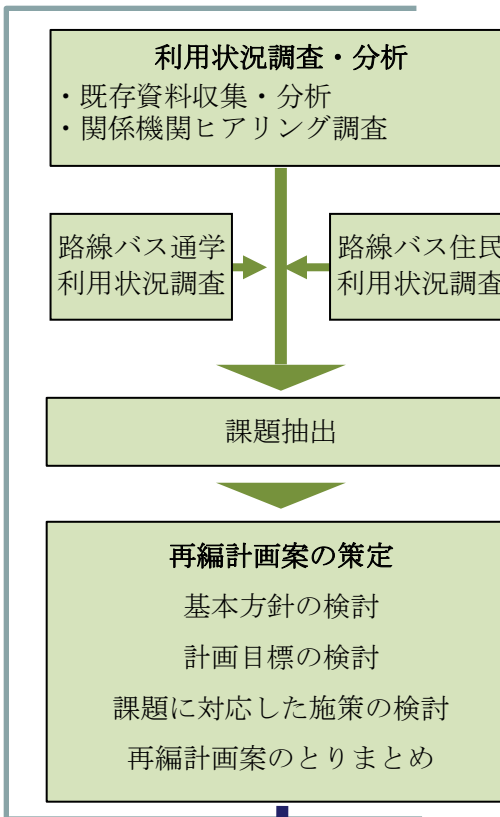 利用状況調査・分析
・既存資料収集・分析
・関係機関ヒアリング調査
路線バス通学
利用状況調査
路線バス住民
利用状況調査
課題抽出
再編計画案の策定
基本方針の検討
計画目標の検討
課題に対応した施策の検討
再編計画案のとりまとめ